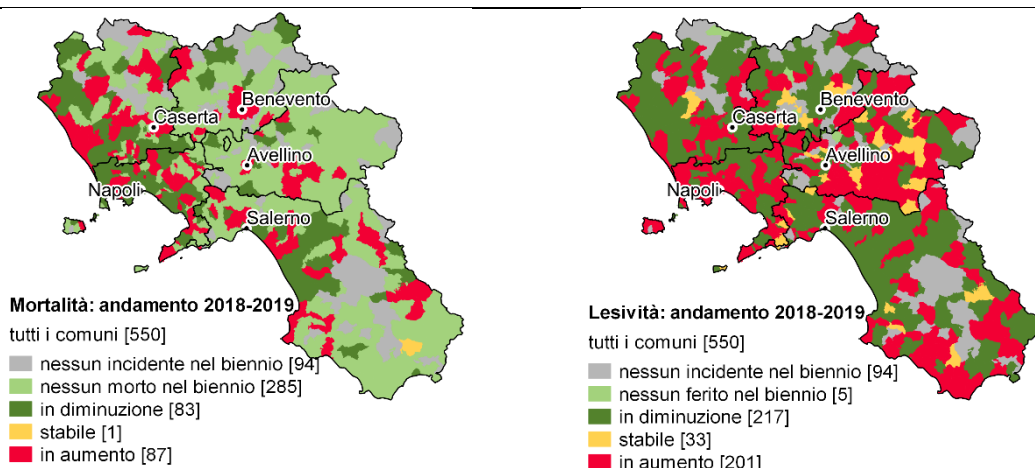 Benevento
Caserta
Avellino
Napoli
Salerno
Mortalità: andamento 2018-2019
tutti i comuni [550]
nessun incidente nel biennio [94]
nessun morto nel biennio [285]
in diminuzione [83]
stabile [1]
in aumento [87]
Benevento
Caserta
Avellino
Napoli
Salerno
Lesività: andamento 2018-2019
tutti i comuni [550]
nessun incidente nel biennio [94]
nessun ferito nel biennio [5]
in diminuzione [217]
stabile [33]
in aumento [201]